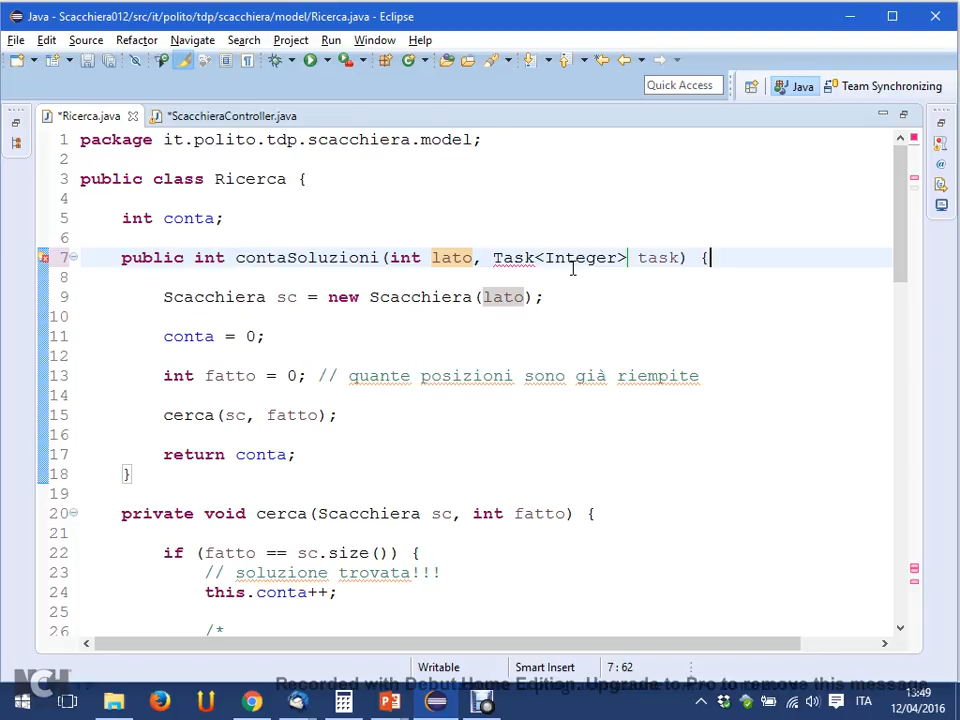 Java - Scacchiera012/src/it/polito/tdp/scacchiera/model/Ricerca.java - Eclipse
File Edit Source Refactor Navigate Search Project Run Window Help
Quick Access Java Team Synchronizing
*Ricerca.java *ScacchieraController.java
1 package it.polito.tdp.scacchiera.model;
2
3 public class Ricerca {
4
5 int conta;
6
7 public int contaSoluzioni(int lato, Task<Integer> task) {
8
9 Scacchiera sc = new Scacchiera(lato);
10
11 conta = 0;
12
13 int fatto = 0; // quante posizioni sono già riempite
14
15 cerca(sc, fatto);
16
17 return conta;
18 }
19
20 private void cerca(Scacchiera sc, int fatto) {
21
22 if (fatto == sc.size()) {
23 // soluzione trovata!!!
24 this.conta++;
25
26 /*
Writable Smart Insert 7 : 62
NCH
Recorded with Debut Home Edition. Upgrade to Pro to remove this message
ITA
13:49
12/04/2016